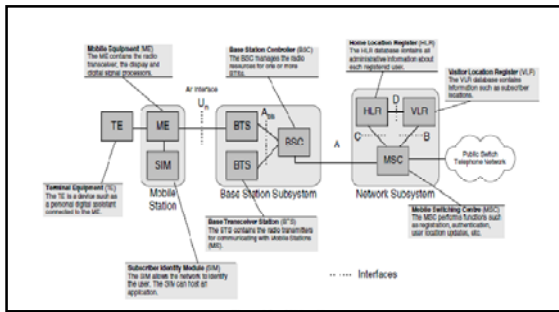 Mobile Equipment (ME)
The ME contains the radio
transceiver, the display and
digital signal processors.
Base Station Controller (BSC)
The BSC manages the radio
resources for one or more
BTSs.
Home Location Register (HLR)
The HLR database contains all
administrative information about
each registered user.
Visitor Location Register (VLR)
The VLR database contains
information such as subscriber
locations.
Air Interface
Um
Abis
A
TE
ME
SIM
BTS
BTS
BSC
HLR
D
VLR
C
B
MSC
Public Switch
Telephone Network
Mobile
Station
Base Station Subsystem
Network Subsystem
Terminal Equipment (TE)
The TE is a device such as
a personal digital assistant
connected to the ME.
Base Transceiver Station (BTS)
The BTS contains the radio transmitters
for communicating with Mobile Stations
(MS).
Mobile Switching Centre (MSC)
The MSC performs functions such
as registration, authentication,
user location updates, etc.
Subscriber Identity Module (SIM)
The SIM allows the network to identify
the user. The SIM can host an
application.
Interfaces